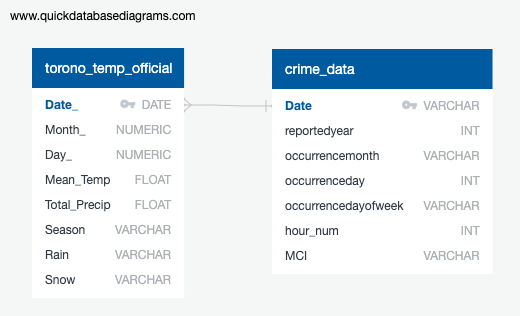 www.quickdatabasediagrams.com
torono_temp_official
Date_ DATE
Month_ NUMERIC
Day_ NUMERIC
Mean_Temp FLOAT
Total_Precip FLOAT
Season VARCHAR
Rain VARCHAR
Snow VARCHAR
crime_data
Date VARCHAR
reportedyear INT
occurrencemonth VARCHAR
occurrenceday INT
occurrencedayofweek VARCHAR
hour_num INT
MCI VARCHAR